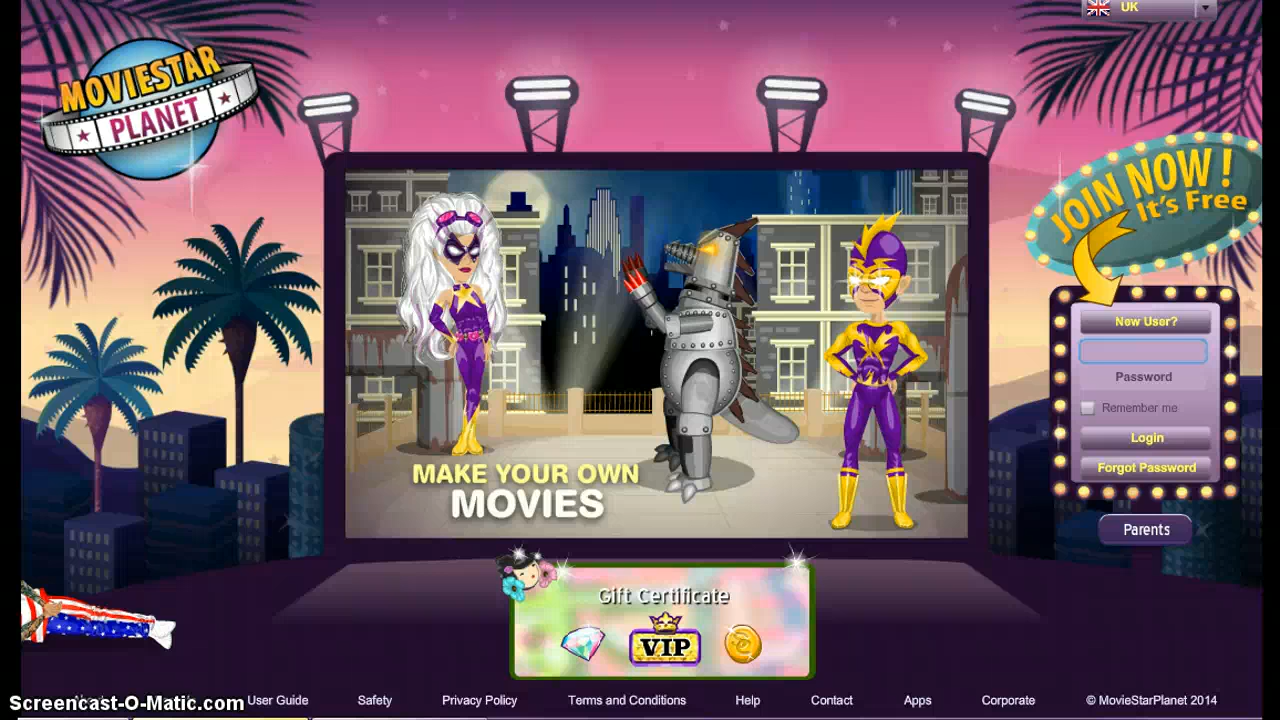 UK
MOVIESTAR
PLANET
JOIN NOW!
It's Free
New User?
Password
Remember me
Login
Forgot Password
Parents
MAKE YOUR OWN
MOVIES
Gift Certificate
VIP
User Guide
Safety
Privacy Policy
Terms and Conditions
Help
Contact
Apps
Corporate
© MovieStarPlanet 2014
Screencast-O-Matic.com